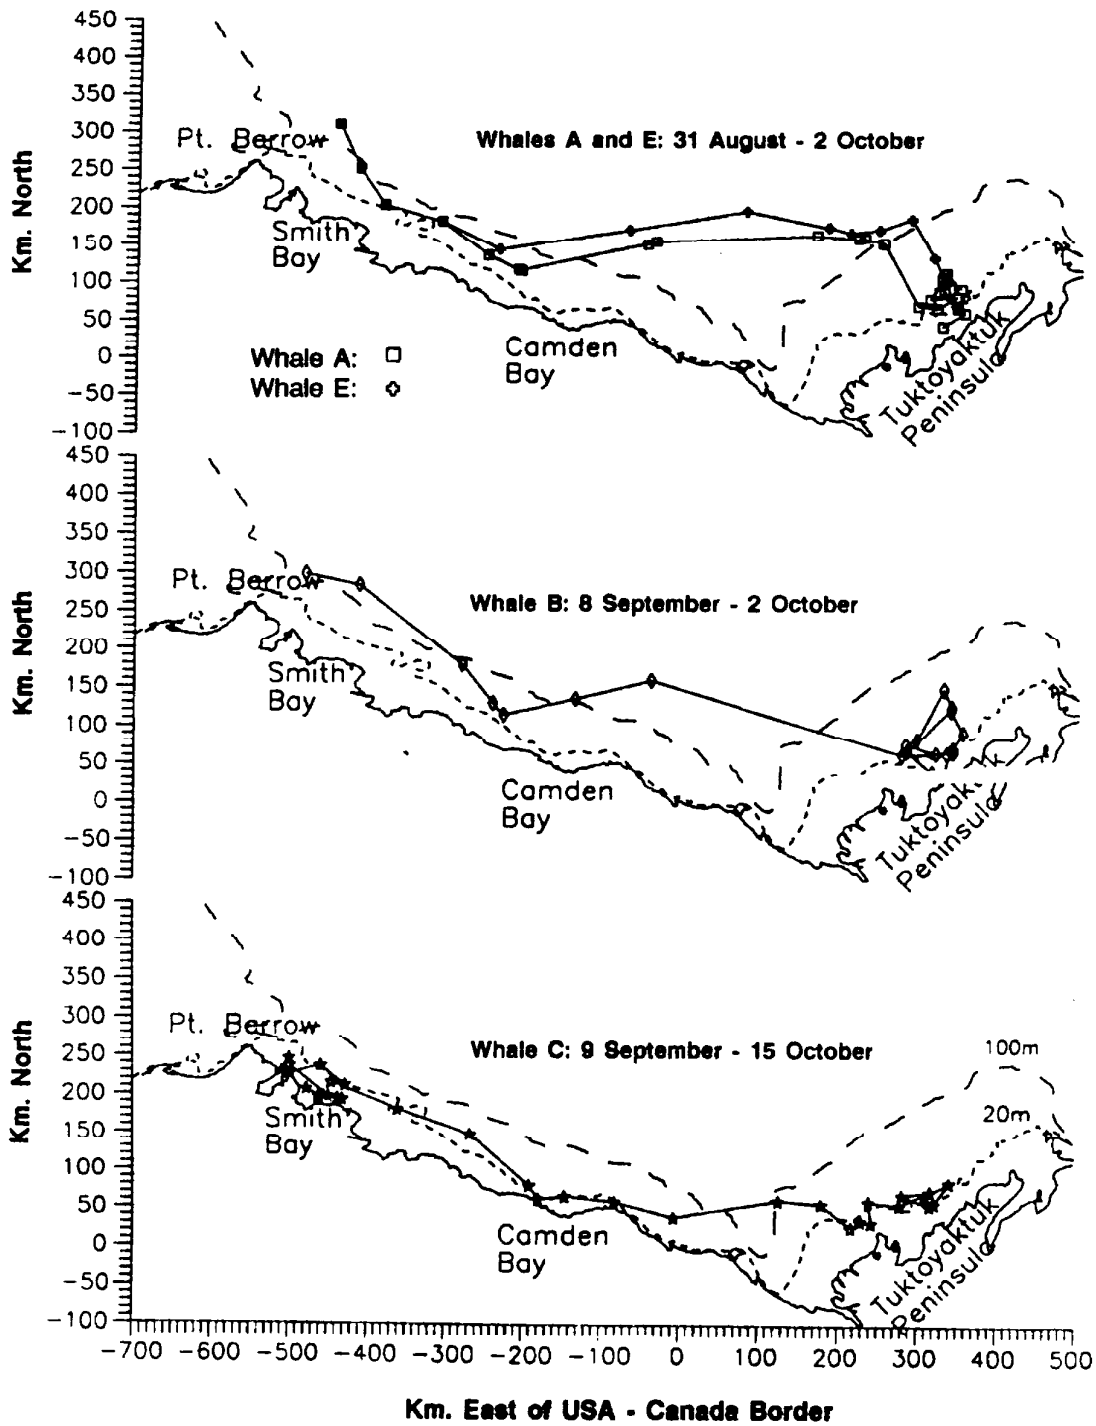 450
400
350
300
250
200
150
100
50
0
−50
−100
Km. North
Pt. Berrow
Whales A and E: 31 August - 2 October
Smith
Bay
Camden
Bay
Whale A:
Whale E:
Tuktoyaktuk
Peninsula
450
400
350
300
250
200
150
100
50
0
−50
−100
Km. North
Pt. Berrow
Whale B: 8 September - 2 October
Smith
Bay
Camden
Bay
Peninsula
450
400
350
300
250
200
150
100
50
0
−50
−100
Km. North
Pt. Berrow
Whale C: 9 September - 15 October
100m
20m
Smith
Bay
Camden
Bay
Tuktoyaktuk
Peninsula
−700 −600 −500 −400 −300 −200 −100 0 100 200 300 400 500
Km. East of USA - Canada Border